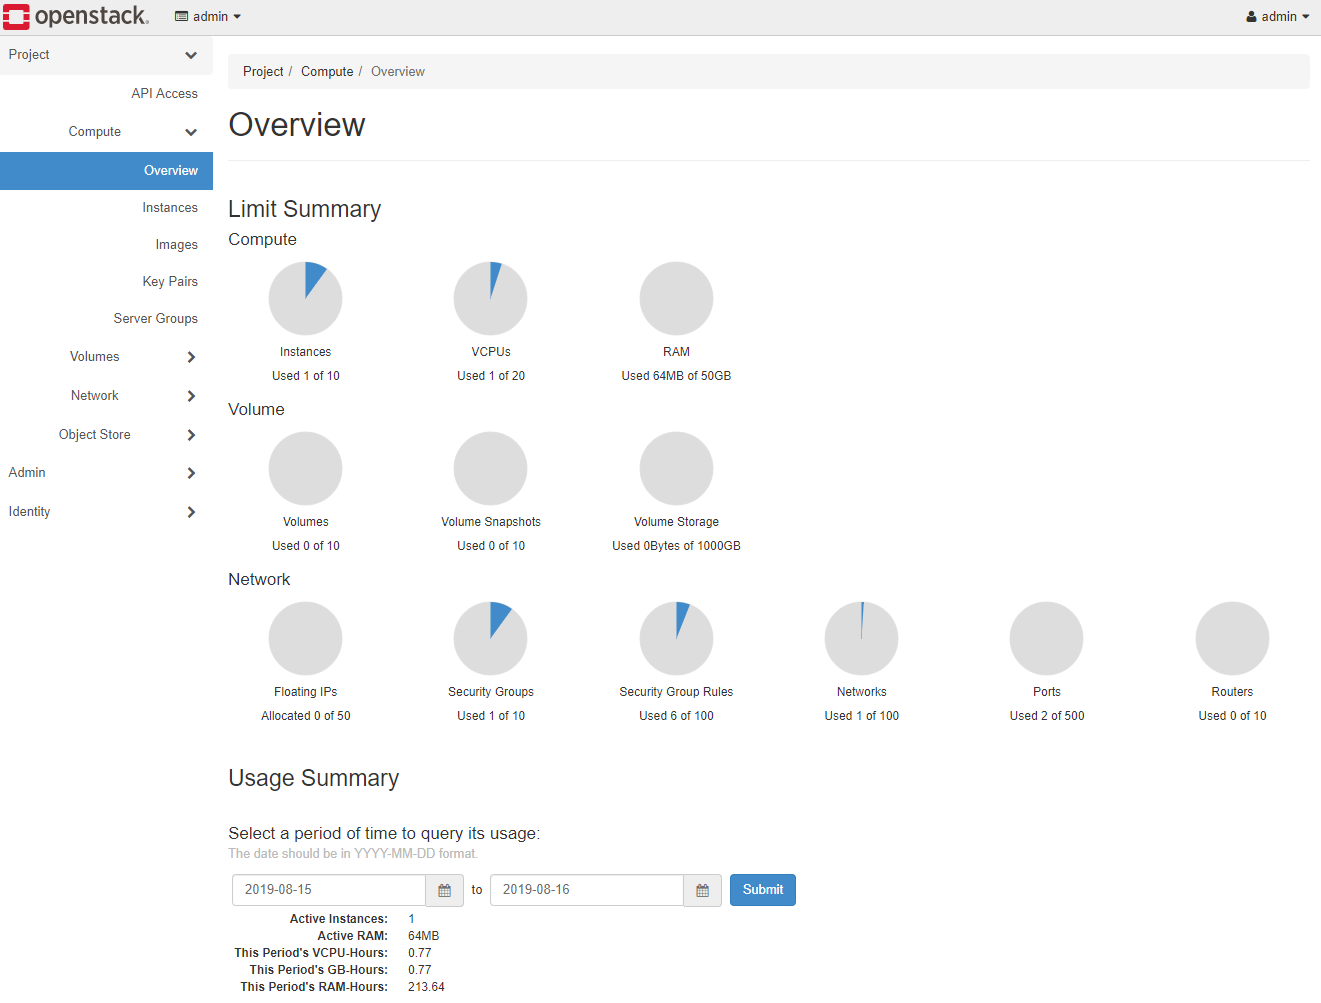 openstack. admin admin
Project
Project / Compute / Overview
API Access
Compute
Overview
Instances
Images
Key Pairs
Server Groups
Volumes
Network
Object Store
Admin
Identity
Overview
Limit Summary
Compute
Instances VCPUs RAM
Used 1 of 10 Used 1 of 20 Used 64MB of 50GB
Volume
Volumes Volume Snapshots Volume Storage
Used 0 of 10 Used 0 of 10 Used 0Bytes of 1000GB
Network
Floating IPs Security Groups Security Group Rules Networks Ports Routers
Allocated 0 of 50 Used 1 of 10 Used 6 of 100 Used 1 of 100 Used 2 of 500 Used 0 of 10
Usage Summary
Select a period of time to query its usage:
The date should be in YYYY-MM-DD format.
2019-08-15 to 2019-08-16 Submit
Active Instances: 1
Active RAM: 64MB
This Period's VCPU-Hours: 0.77
This Period's GB-Hours: 0.77
This Period's RAM-Hours: 213.64